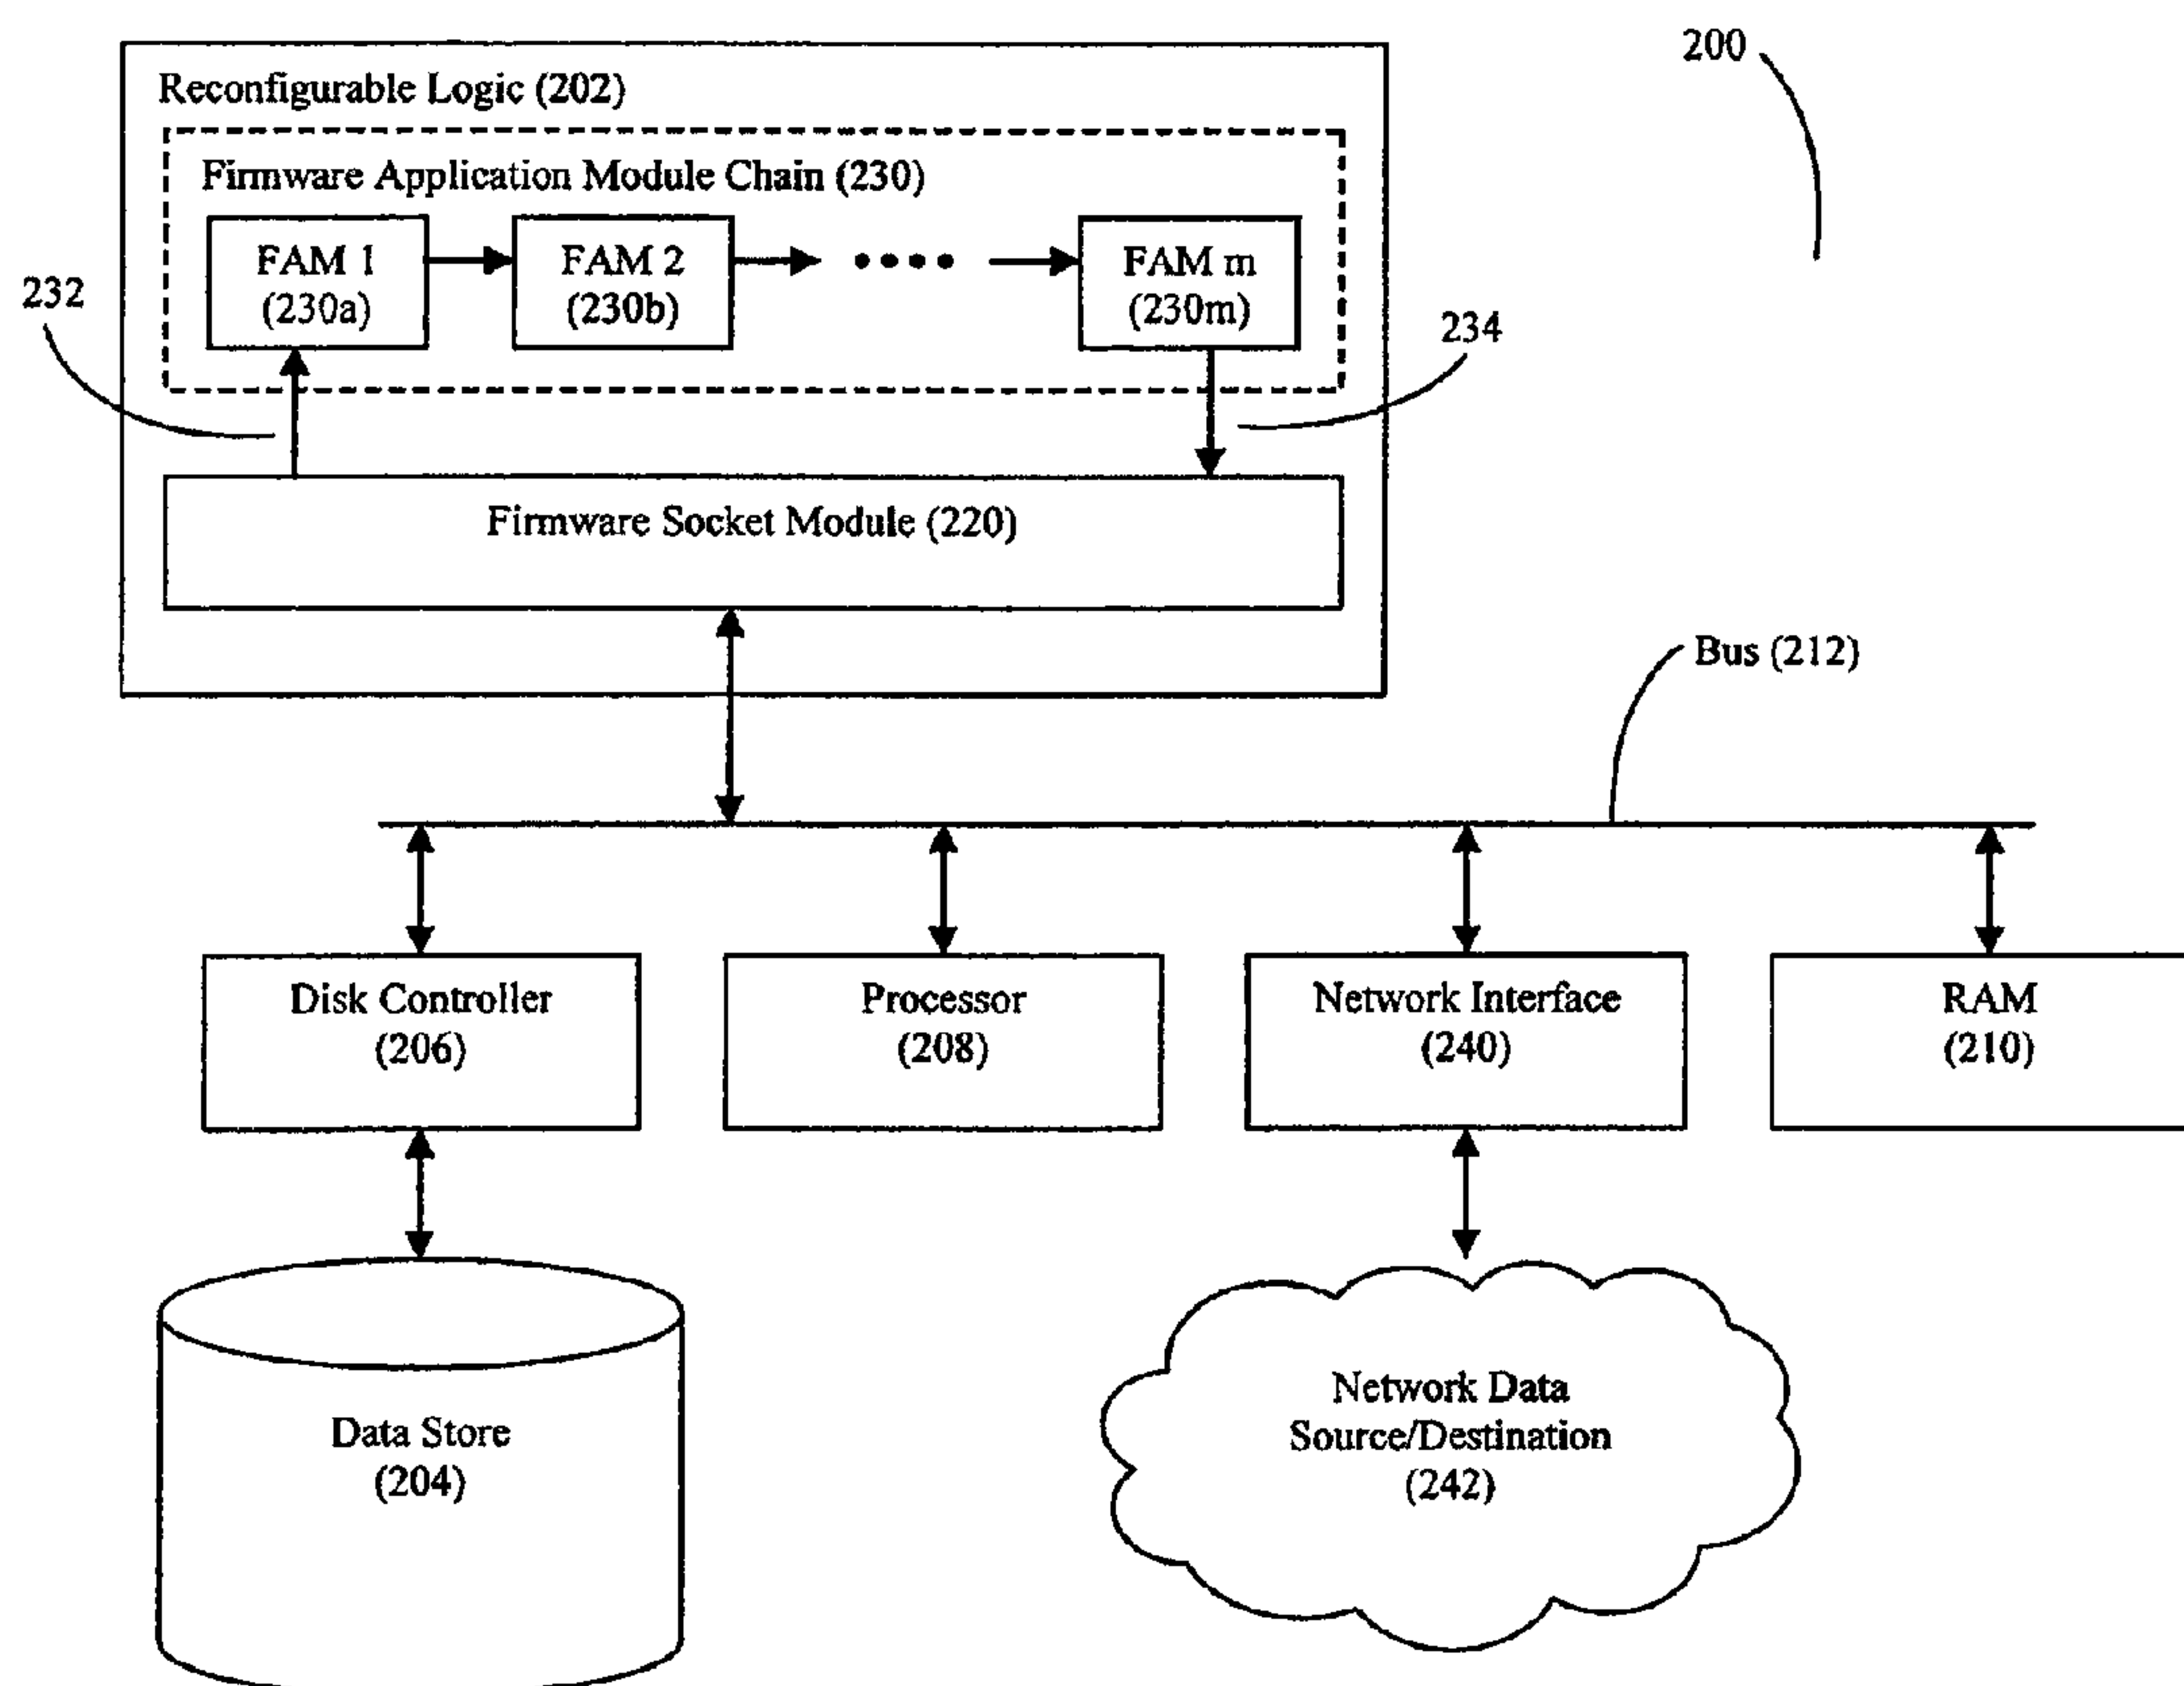 200
Reconfigurable Logic (202)
Firmware Application Module Chain (230)
FAM 1
(230a)
FAM 2
(230b)
FAM m
(230m)
232
234
Firmware Socket Module (220)
Bus (212)
Disk Controller
(206)
Processor
(208)
Network Interface
(240)
RAM
(210)
Data Store
(204)
Network Data
Source/Destination
(242)